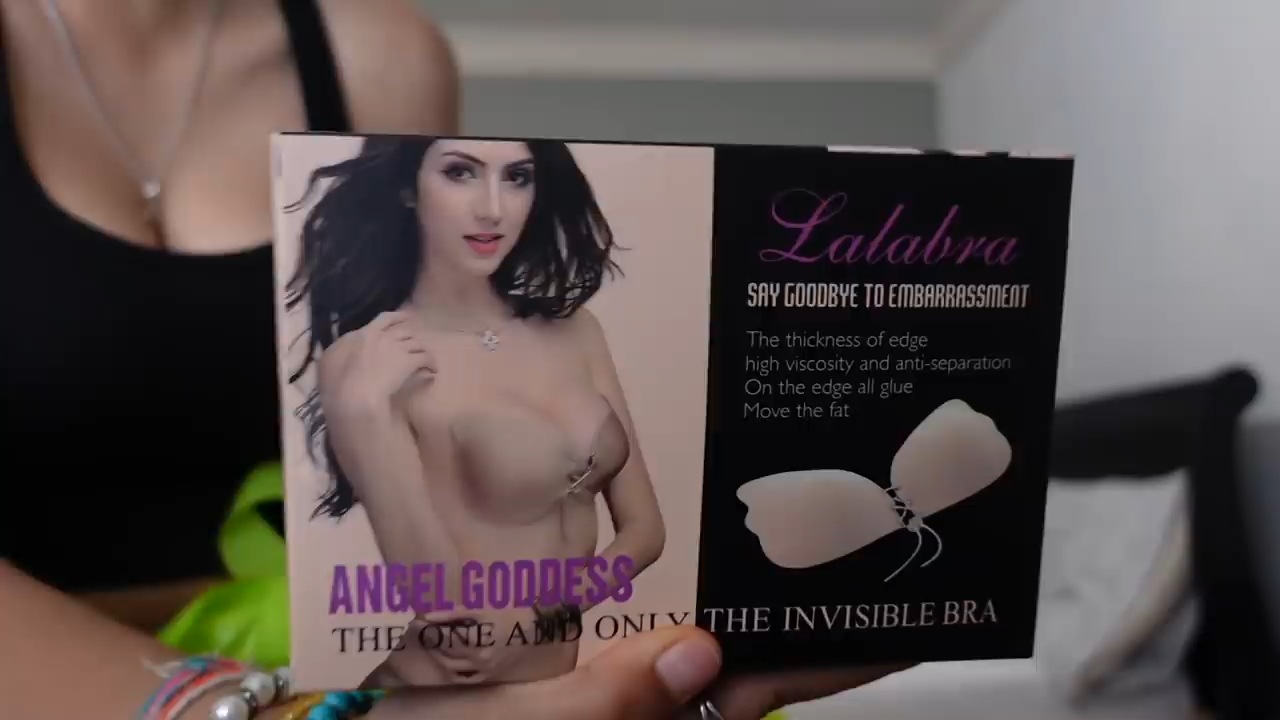 Lalabra
SAY GOODBYE TO EMBARRASSMENT
The thickness of edge
high viscosity and anti-separation
On the edge all glue
Move the fat
ANGEL GODDESS
THE ONE AND ONLY THE INVISIBLE BRA